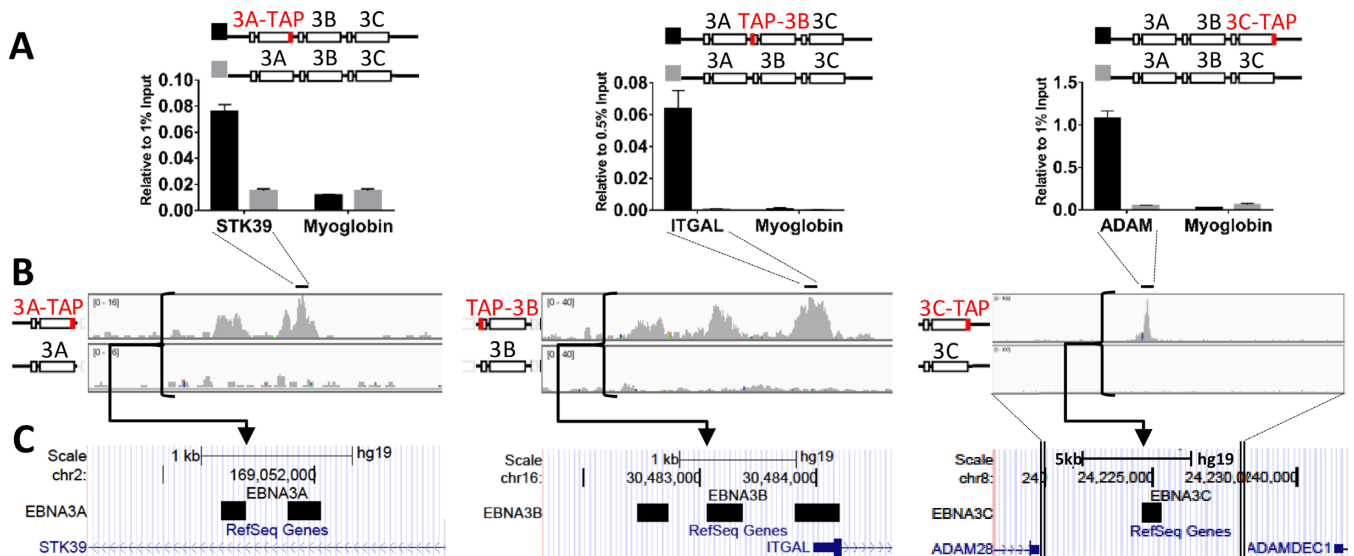 A
3A-TAP 3B 3C
3A 3B 3C
Relative to 1% Input
0.10
0.08
0.06
0.04
0.02
0.00
STK39 Myoglobin
3A TAP-3B 3C
3A 3B 3C
Relative to 0.5% Input
0.08
0.06
0.04
0.02
0.00
ITGAL Myoglobin
3A 3B 3C-TAP
3A 3B 3C
Relative to 1% Input
1.5
1.0
0.5
0.0
ADAM Myoglobin
B
3A-TAP
[0 - 16]
3A
TAP-3B
[0 - 40]
3B
[0 - 40]
3C-TAP
3C
C
Scale 1 kb hg19
chr2: 169,052,000
EBNA3A
EBNA3A
RefSeq Genes
STK39
Scale 1 kb hg19
chr16: 30,483,000 30,484,000
EBNA3B
EBNA3B
RefSeq Genes
ITGAL
Scale 5kb hg19
chr8: 24 24,225,000 24,230,000 240,000
EBNA3C
EBNA3C
RefSeq Genes
ADAM28 ADAMDEC1